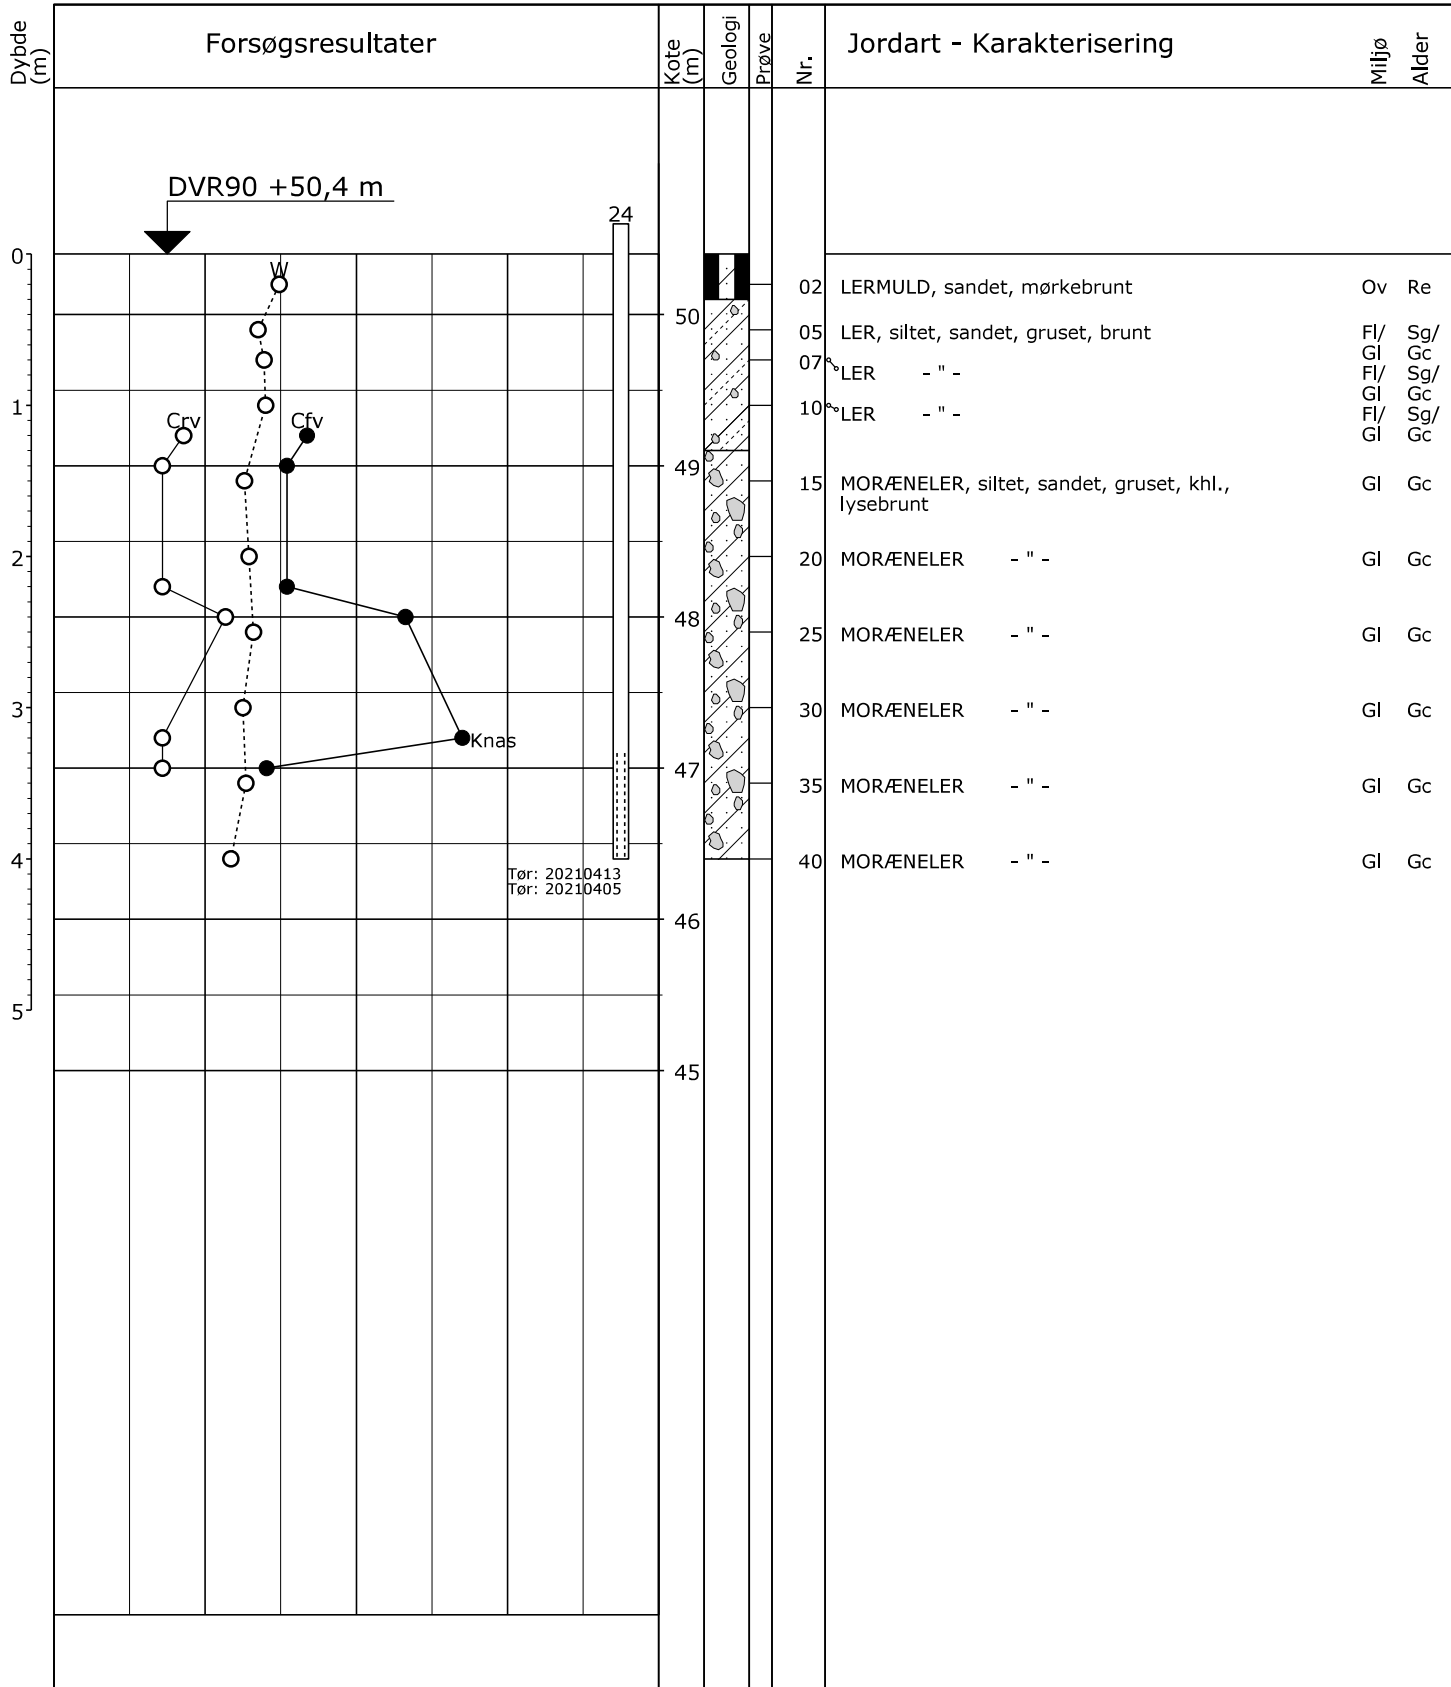 Dybde (m)
Forsøgsresultater
Kote (m)
Geologi
Prøve
Nr.
Jordart - Karakterisering
Miljø
Alder
DVR90 +50,4 m
24
0
W
02 LERMULD, sandet, mørkebrunt Ov Re
50
05 LER, siltet, sandet, gruset, brunt Fl/ Sg/
Gl Gc
07 LER - " - Fl/ Sg/
Gl Gc
1
10 LER - " - Fl/ Sg/
Gl Gc
Crv
Cfv
49
15 MORÆNELER, siltet, sandet, gruset, khl., Gl Gc
lysebrunt
2
20 MORÆNELER - " - Gl Gc
48
25 MORÆNELER - " - Gl Gc
3
30 MORÆNELER - " - Gl Gc
Knas
47
35 MORÆNELER - " - Gl Gc
4
40 MORÆNELER - " - Gl Gc
Tør: 20210413
Tør: 20210405
46
5
45